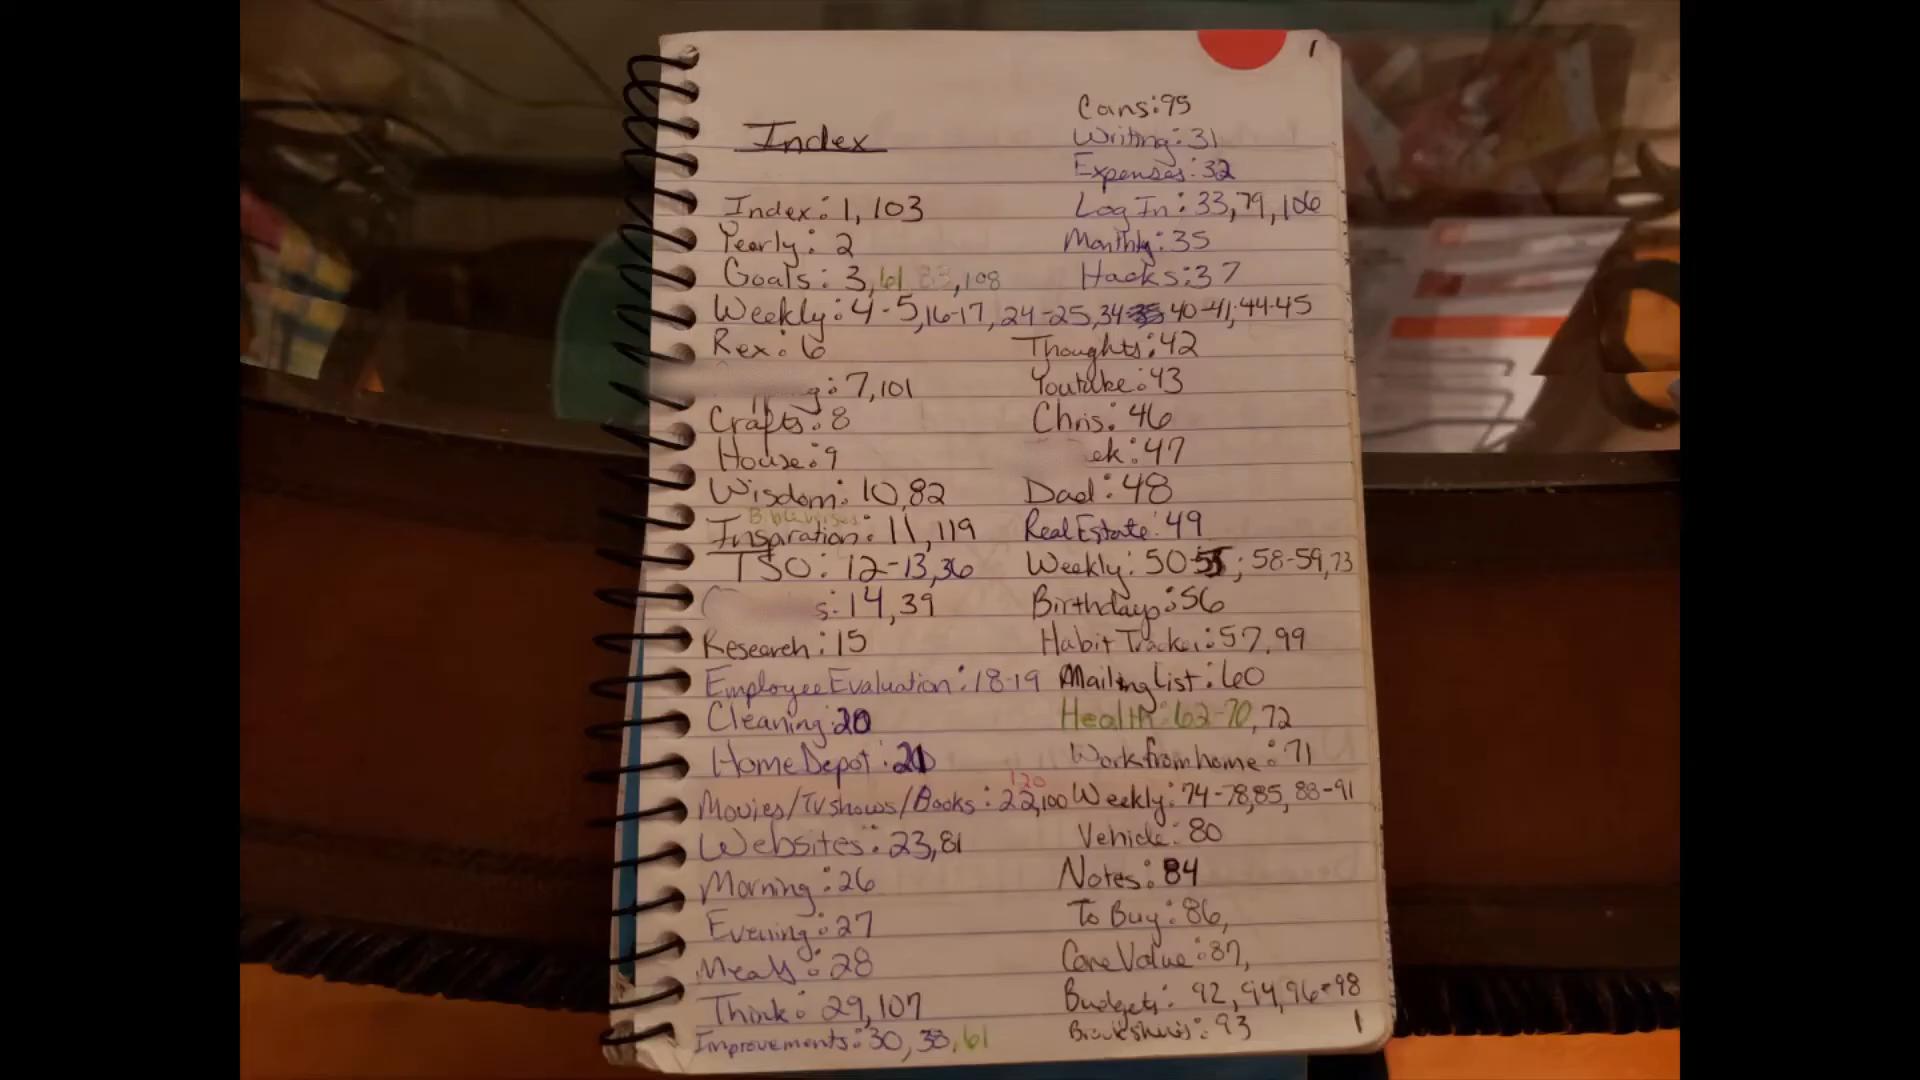 1
Index
Index: 1, 103
Yearly: 2
Goals: 3, 61, 83, 108
Weekly: 4-5, 16-17, 24-25, 34 40-41, 44-45
Rex: 6
g: 7, 101
Crafts: 8
House: 9
Wisdom: 10, 82
Bible verses
Inspiration: 11, 119
TSO: 12-13, 36
s: 14, 39
Research: 15
Employee Evaluation: 18-19
Cleaning: 20
Home Depot: 21
120
Movies/TV shows/Books: 22, 100
Websites: 23, 81
Morning: 26
Evening: 27
Meals: 28
Think: 29, 107
Improvements: 30, 38, 61
Cans: 95
Writing: 31
Expenses: 32
Log In: 33, 79, 106
Monthly: 35
Hacks: 37
Thoughts: 42
Youtube: 43
Chris: 46
ek: 47
Dad: 48
Real Estate: 49
Weekly: 50-55; 58-59, 73
Birthdays: 56
Habit Tracker: 57, 99
Mailing List: 60
Health: 62-70, 72
Work from home: 71
Weekly: 74-78, 85, 88-91
Vehicle: 80
Notes: 84
To Buy: 86,
Core Value: 87,
Budgets: 92, 94, 96-98
93
1